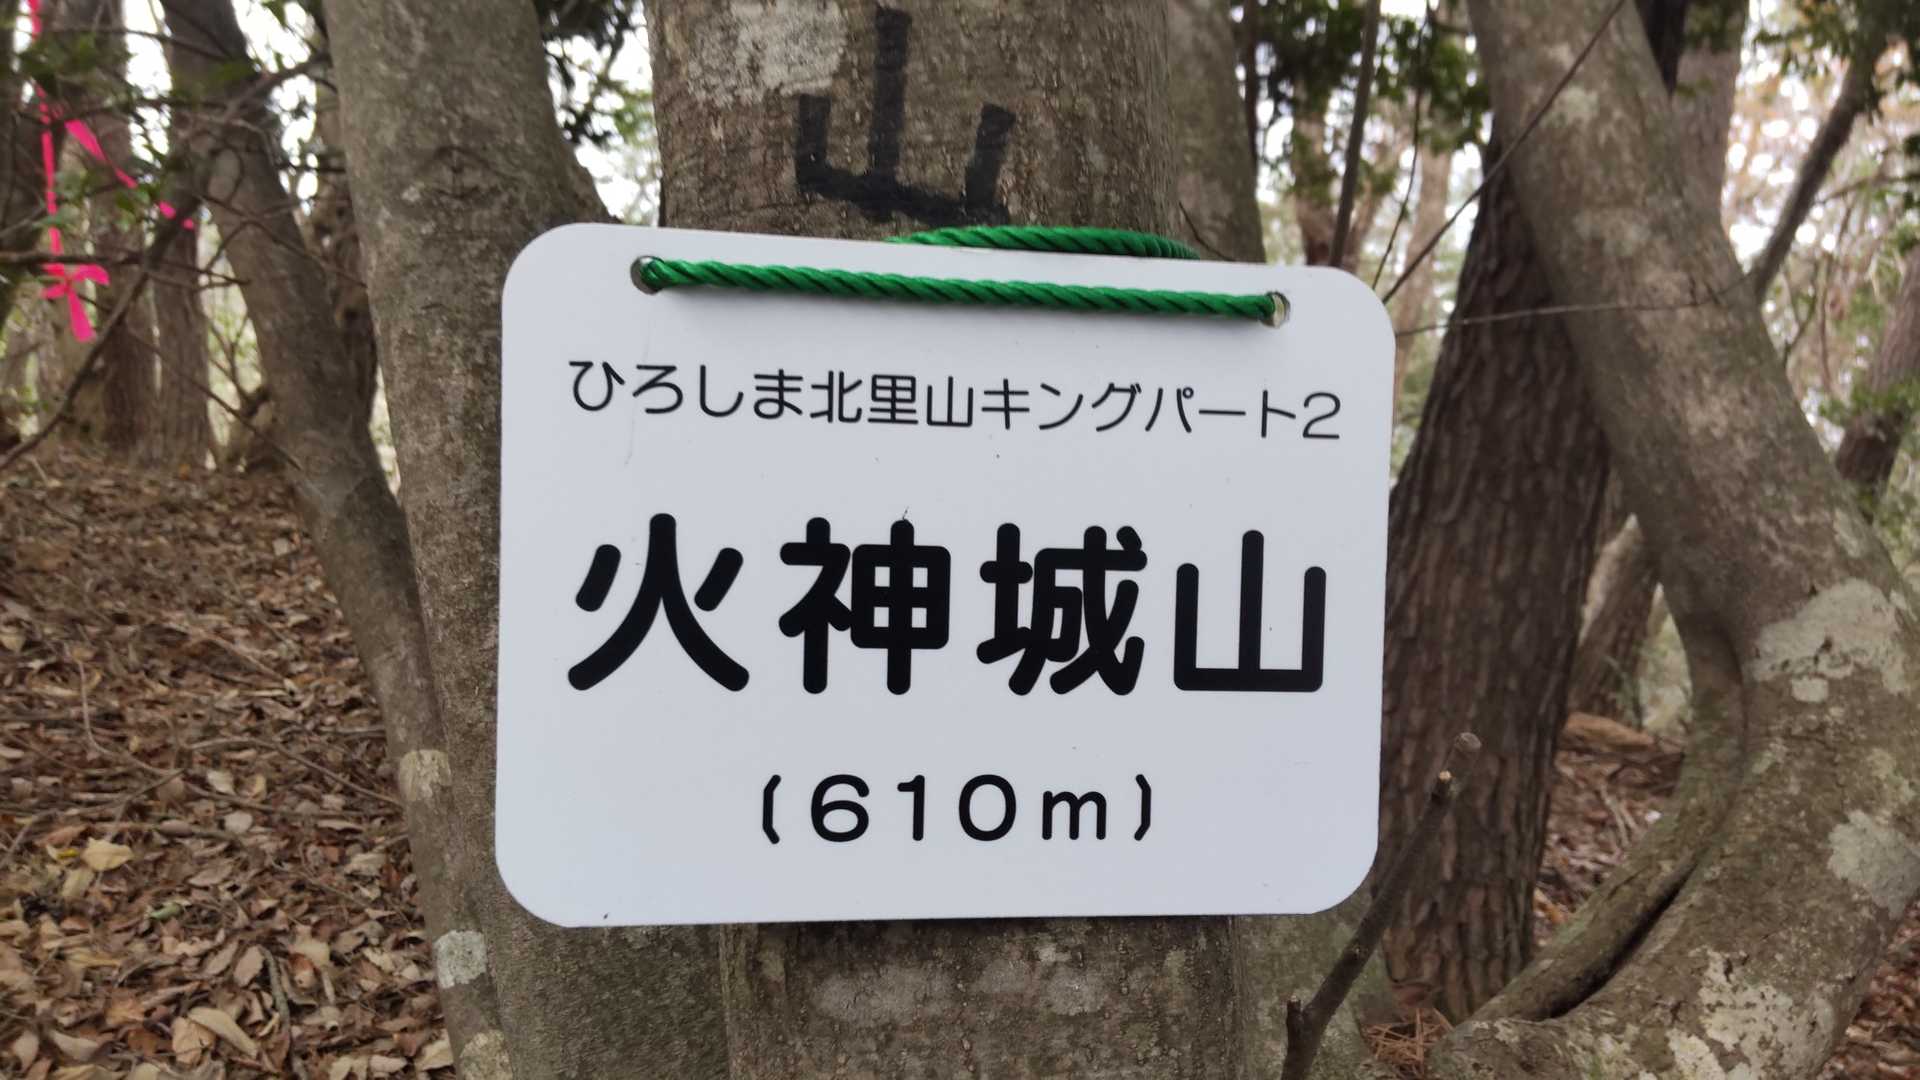 山
ひろしま北里山キングパート2
火神城山
(610m)